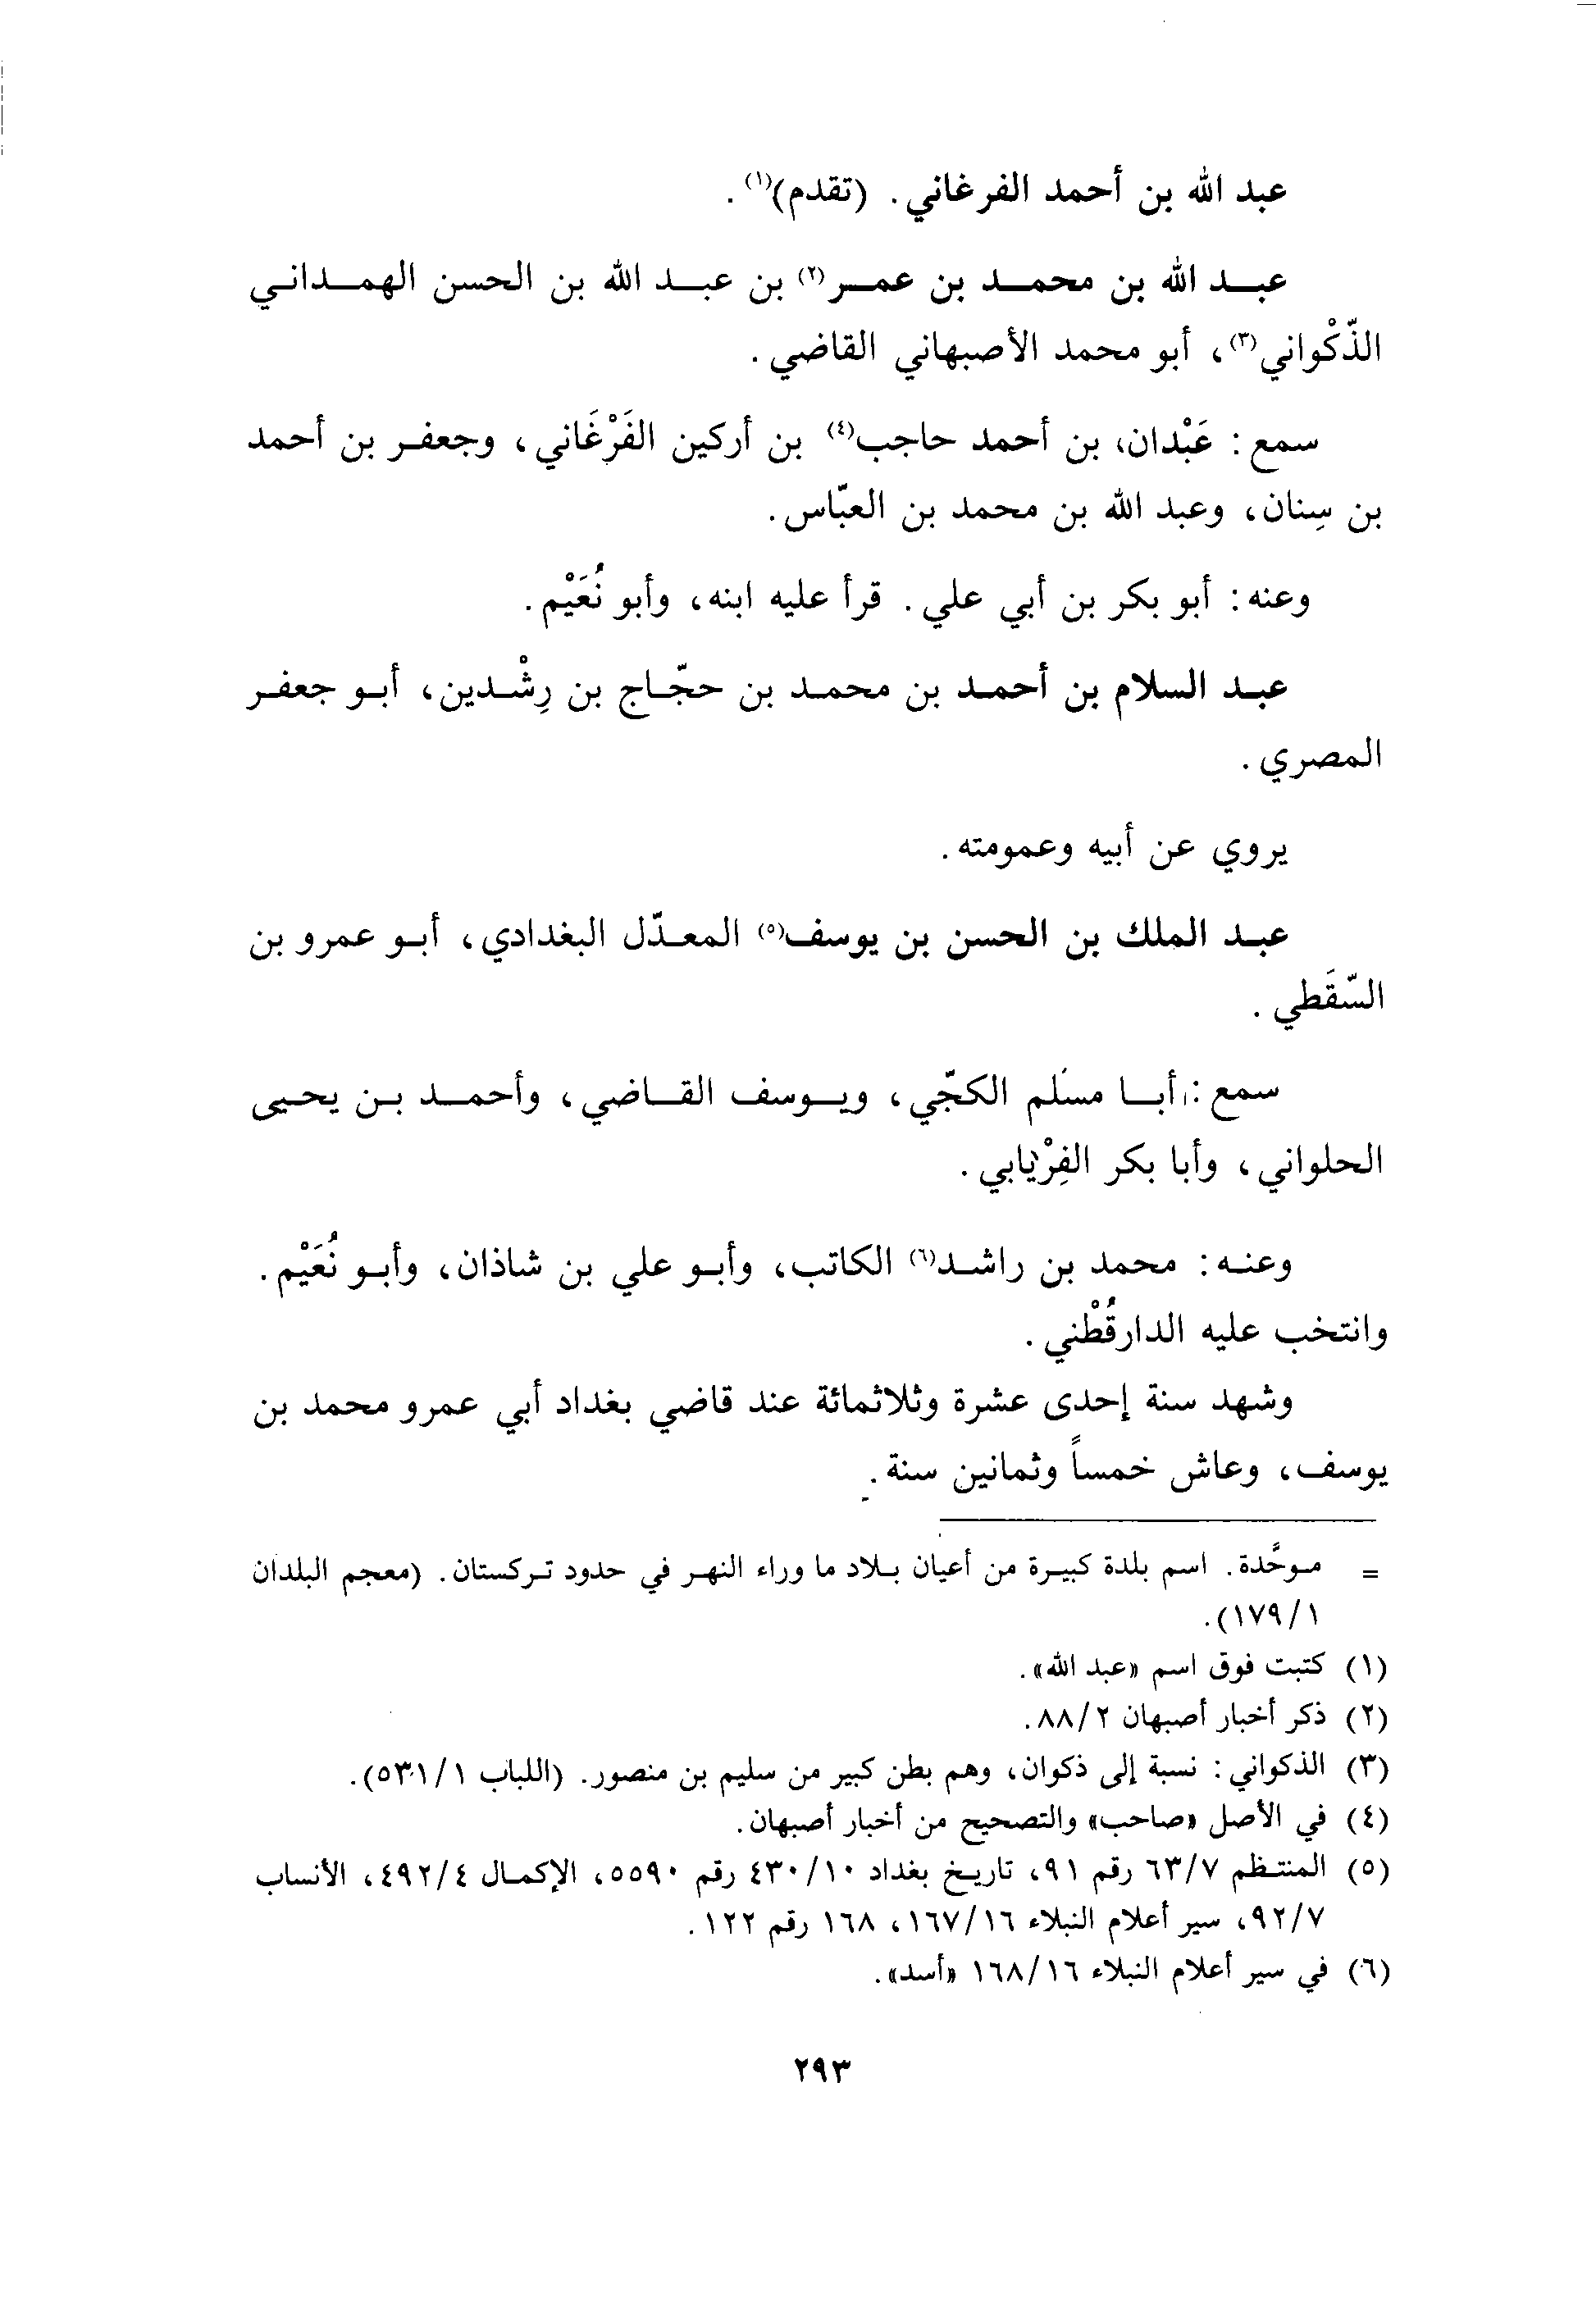 عبد الله بن أحمد الفرغاني. (تقدم)(١).
عبد الله بن محمد بن عمر(٢) بن عبد الله بن الحسن الهمداني
الذّكْواني(٣)، أبو محمد الأصبهاني القاضي.
سمع: عَبْدان، بن أحمد حاجب(٤) بن أركين الفَرْغَاني، وجعفر بن أحمد
بن سِنان، وعبد الله بن محمد بن العبّاس.
وعنه: أبو بكر بن أبي علي. قرأ عليه ابنه، وأبو نُعَيْم.
عبد السلام بن أحمد بن محمد بن حجّاج بن رِشْدين، أبو جعفر
المصري.
يروي عن أبيه وعمومته.
عبد الملك بن الحسن بن يوسف(٥) المعدّل البغدادي، أبو عمرو بن
السّقَطي.
سمع: أبا مسلم الكجّي، ويوسف القاضي، وأحمد بن يحيى
الحلواني، وأبا بكر الفِرْيابي.
وعنه: محمد بن راشد(٦) الكاتب، وأبو علي بن شاذان، وأبو نُعَيْم.
وانتخب عليه الدارقُطْني.
وشهد سنة إحدى عشرة وثلاثمائة عند قاضي بغداد أبي عمرو محمد بن
يوسف، وعاش خمساً وثمانين سنة.
= موحَّدة. اسم بلدة كبيرة من أعيان بلاد ما وراء النهر في حدود تركستان. (معجم البلدان
١/١٧٩).
(١) كتبت فوق اسم «عبد الله».
(٢) ذكر أخبار أصبهان ٢/٨٨.
(٣) الذكواني: نسبة إلى ذكوان، وهم بطن كبير من سليم بن منصور. (اللباب ١/٥٣١).
(٤) في الأصل «صاحب» والتصحيح من أخبار أصبهان.
(٥) المنتظم ٦٣/٧ رقم ٩١، تاريخ بغداد ٤٣٠/١٠ رقم ٥٥٩٠، الإكمال ٤٩٢/٤، الأنساب
٩٢/٧، سير أعلام النبلاء ١٦٧/١٦، ١٦٨ رقم ١٢٢.
(٦) في سير أعلام النبلاء ١٦٨/١٦ «أسد».
٢٩٣